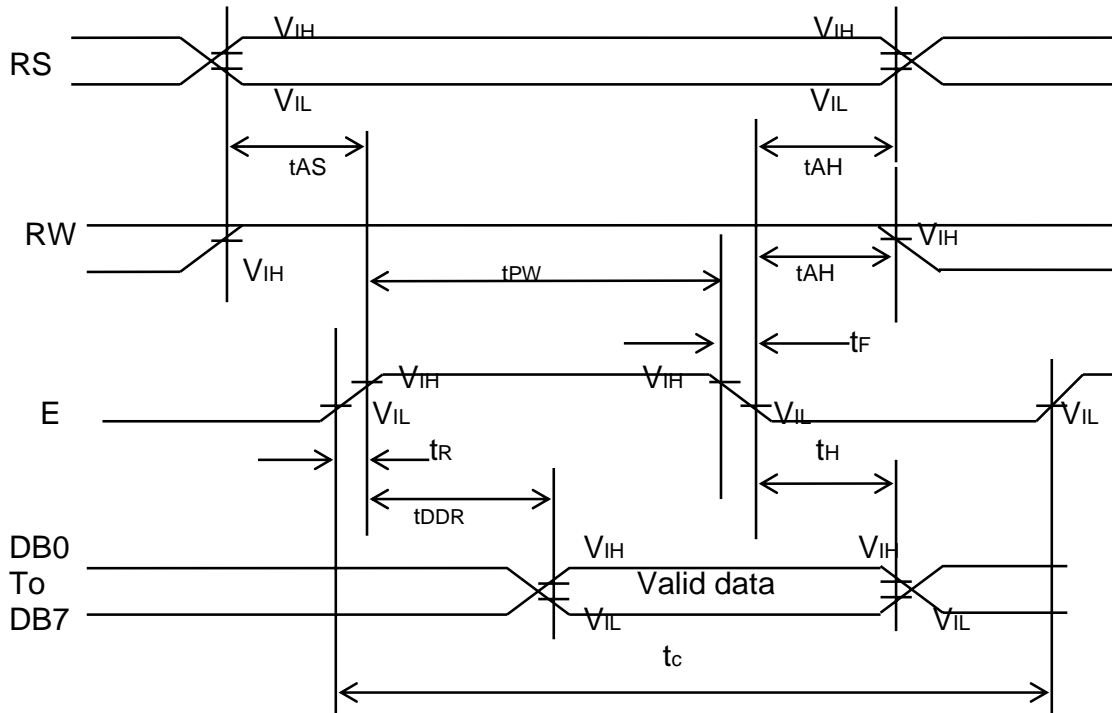 VIH VIH
RS
VIL VIL
tAS tAH
RW VIH
VIH tPW tAH
tF
VIH VIH
E VIL VIL VIL
tR tH
tDDR
DB0 VIH VIH
To Valid data
DB7 VIL VIL
tc